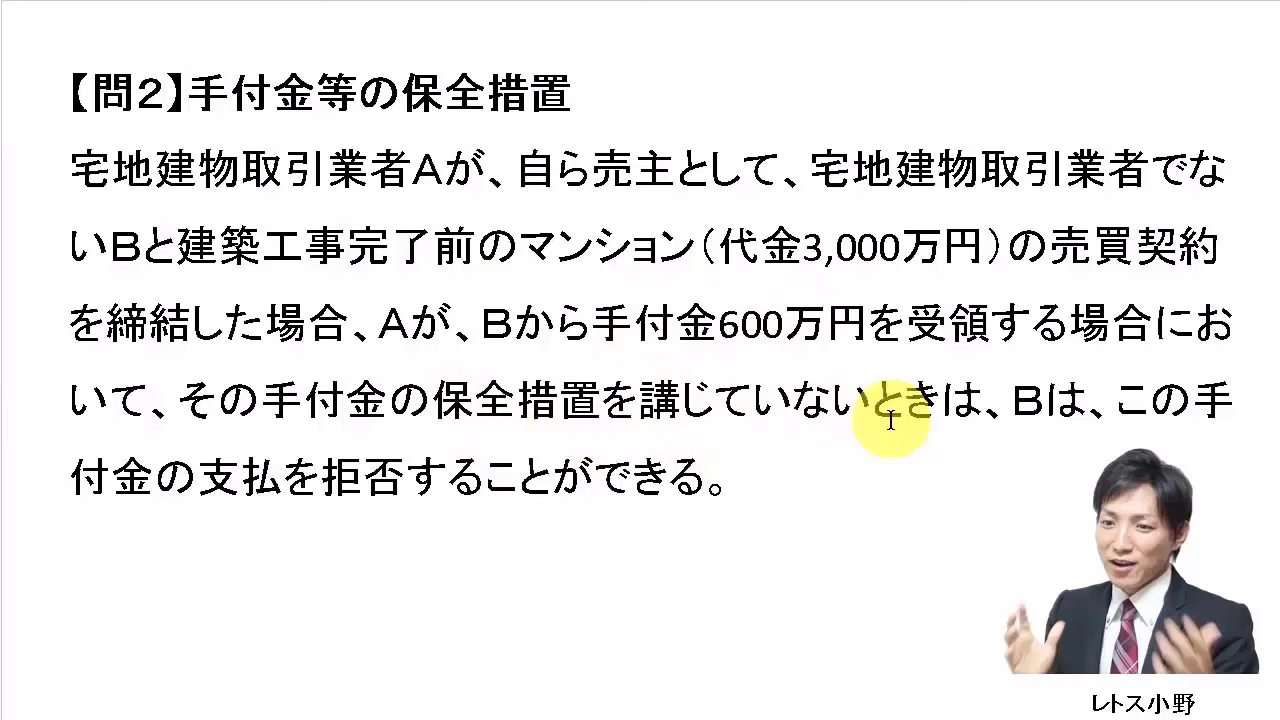 【問２】手付金等の保全措置
宅地建物取引業者Ａが、自ら売主として、宅地建物取引業者でな
いＢと建築工事完了前のマンション（代金3,000万円）の売買契約
を締結した場合、Ａが、Ｂから手付金600万円を受領する場合にお
いて、その手付金の保全措置を講じていないときは、Ｂは、この手
付金の支払を拒否することができる。
レトス小野